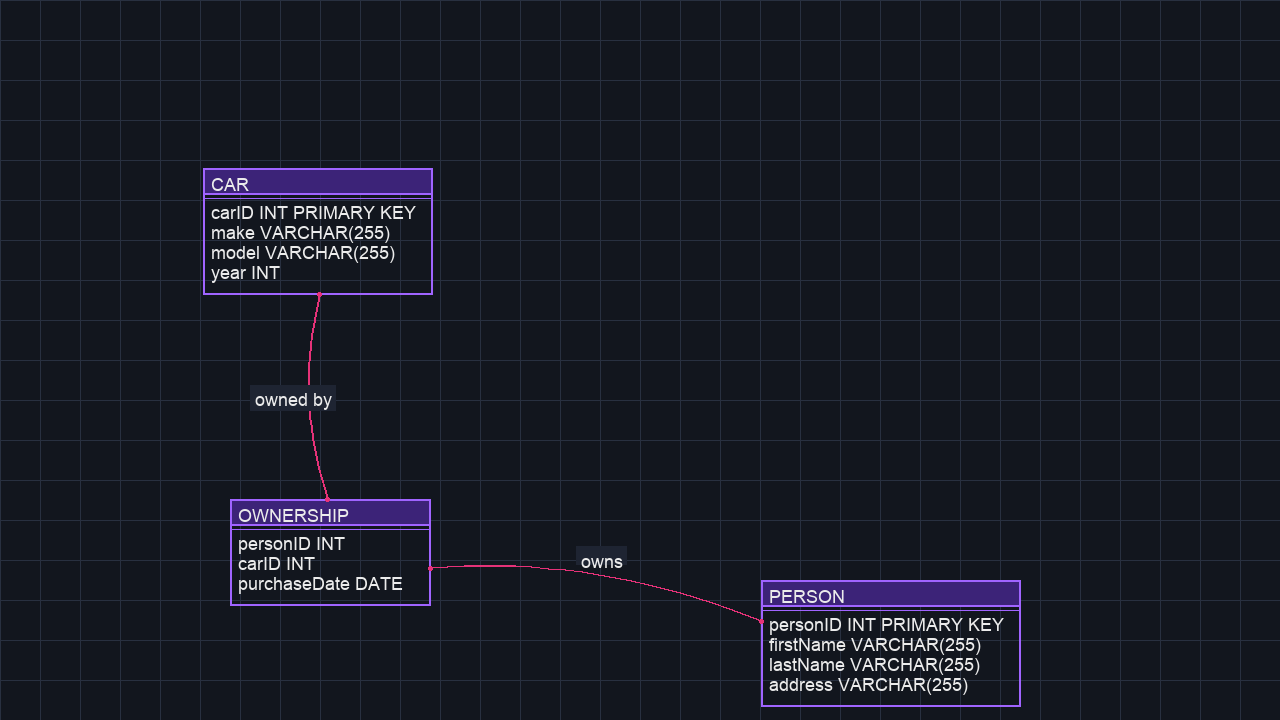 CAR
carID INT PRIMARY KEY
make VARCHAR(255)
model VARCHAR(255)
year INT
owned by
OWNERSHIP
personID INT
carID INT
purchaseDate DATE
owns
PERSON
personID INT PRIMARY KEY
firstName VARCHAR(255)
lastName VARCHAR(255)
address VARCHAR(255)